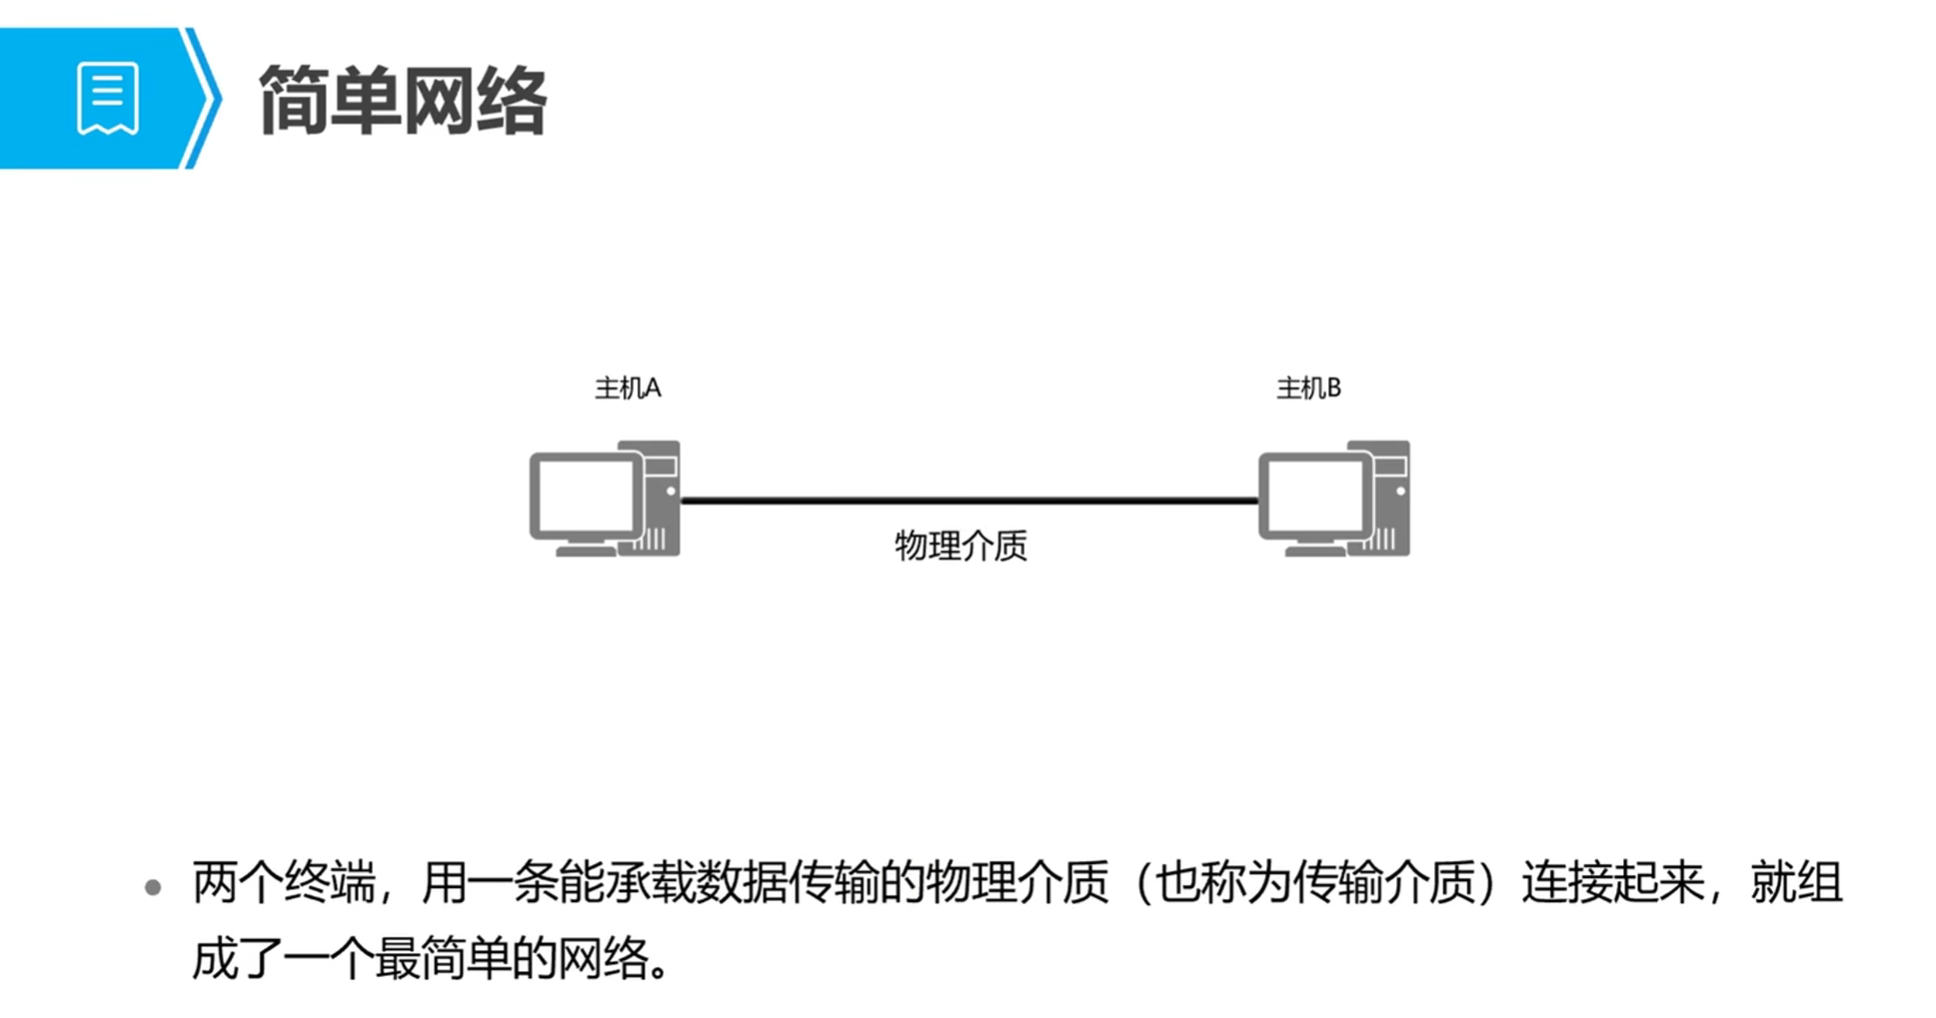 简单网络
主机A
主机B
物理介质
两个终端，用一条能承载数据传输的物理介质（也称为传输介质）连接起来，就组
成了一个最简单的网络。